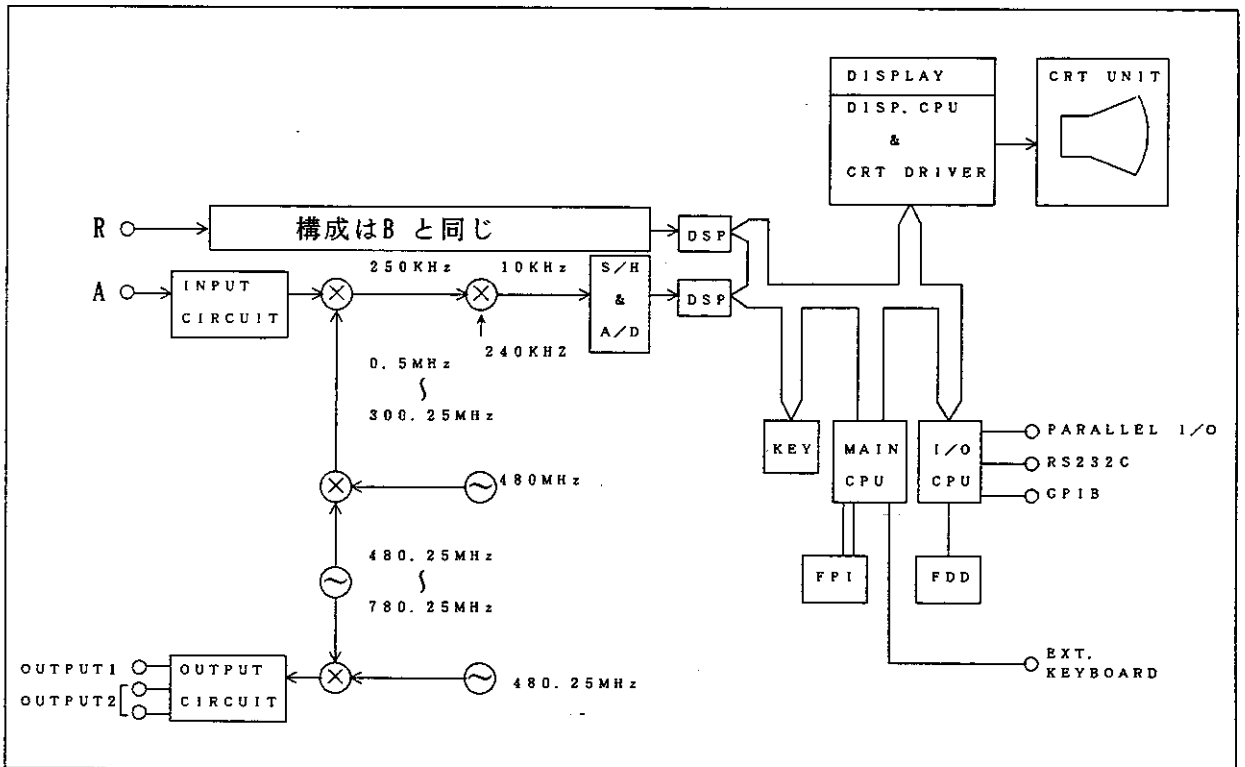 DISPLAY
DISP. CPU
&
CRT DRIVER
CRT UNIT
R
構成はB と同じ
DSP
A
INPUT
CIRCUIT
250KHz
10KHz
240KHZ
S/H
&
A/D
DSP
0.5MHz
〜
300.25MHz
480MHz
480.25MHz
〜
780.25MHz
480.25MHz
OUTPUT1
OUTPUT2
OUTPUT
CIRCUIT
KEY
MAIN
CPU
I/O
CPU
PARALLEL I/O
RS232C
GPIB
FPI
FDD
EXT.
KEYBOARD